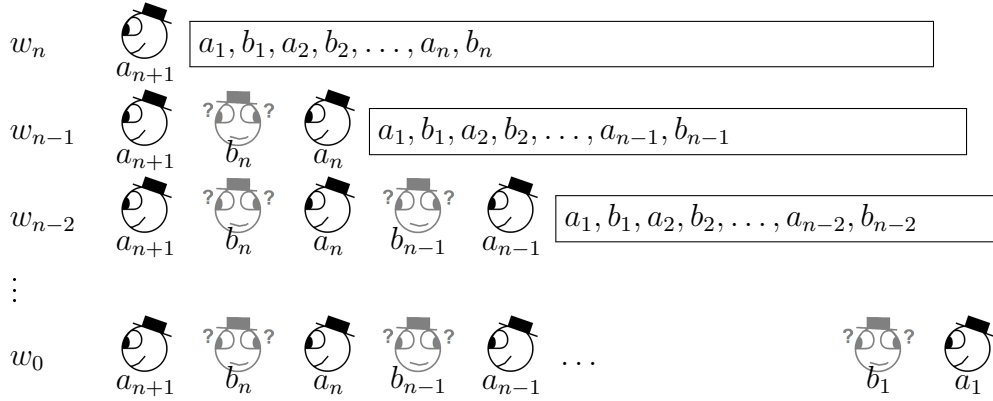 w_n a_{n+1} a_1, b_1, a_2, b_2, ..., a_n, b_n
w_{n-1} a_{n+1} ? b_n ? a_n a_1, b_1, a_2, b_2, ..., a_{n-1}, b_{n-1}
w_{n-2} a_{n+1} ? b_n ? a_n ? b_{n-1} ? a_{n-1} a_1, b_1, a_2, b_2, ..., a_{n-2}, b_{n-2}
⋮
w_0 a_{n+1} ? b_n ? a_n ? b_{n-1} ? a_{n-1} ... ? b_1 ? a_1